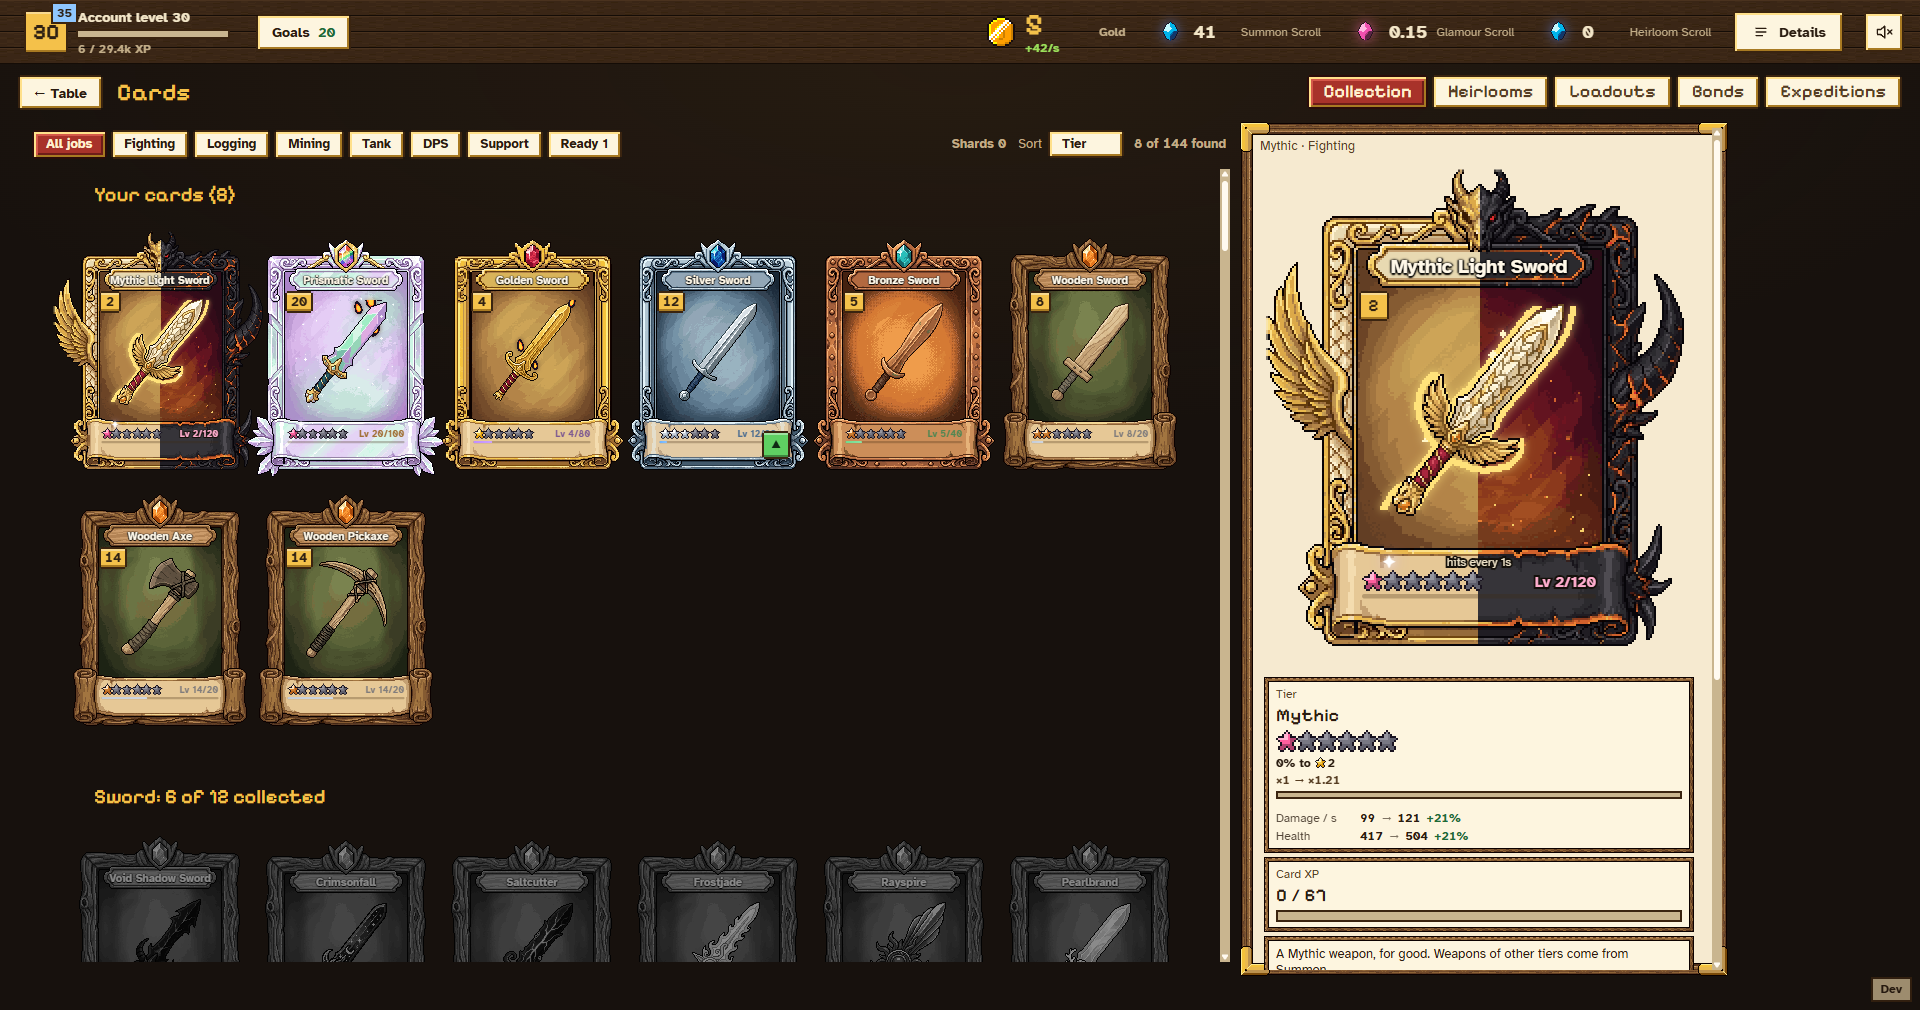 35
30
Account level 30
6 / 29.4k XP
Goals 20
S
+42/s
Gold
41
Summon Scroll
0.15
Glamour Scroll
0
Heirloom Scroll
Details
← Table
Cards
Collection
Heirlooms
Loadouts
Bonds
Expeditions
All jobs
Fighting
Logging
Mining
Tank
DPS
Support
Ready 1
Shards 0
Sort
Tier
8 of 144 found
Your cards (8)
Mythic Light Sword
2
Lv 2/120
Prismatic Sword
20
Lv 20/100
Golden Sword
4
Lv 4/80
Silver Sword
12
Bronze Sword
5
Lv 5/40
Wooden Sword
8
Lv 8/20
Wooden Axe
14
Lv 14/20
Wooden Pickaxe
14
Lv 14/20
Sword: 6 of 12 collected
Void Shadow Sword
Crimsonfall
Saltcutter
Frostjade
Rayspire
Pearlbrand
Mythic · Fighting
Mythic Light Sword
2
hits every 1s
Lv 2/120
Tier
Mythic
0% to 2
×1 → ×1.21
Damage / s 99 → 121 +21%
Health 417 → 504 +21%
Card XP
0 / 67
A Mythic weapon, for good. Weapons of other tiers come from
Summon
Dev